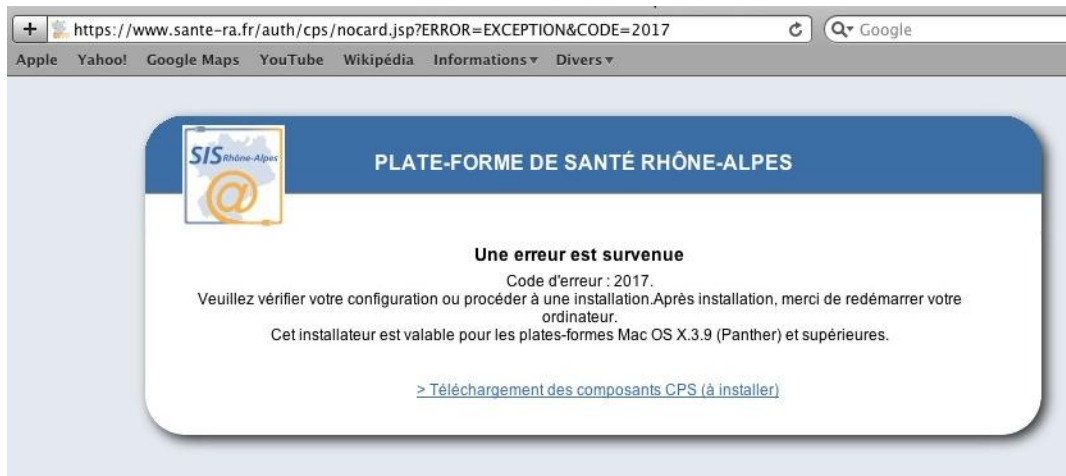 https://www.sante-ra.fr/auth/cps/nocard.jsp?ERROR=EXCEPTION&CODE=2017
Google
Apple Yahoo! Google Maps YouTube Wikipédia Informations Divers
SIS Rhône-Alpes
@
PLATE-FORME DE SANTÉ RHÔNE-ALPES
Une erreur est survenue
Code d'erreur : 2017.
Veuillez vérifier votre configuration ou procéder à une installation.Après installation, merci de redémarrer votre
ordinateur.
Cet installateur est valable pour les plates-formes Mac OS X.3.9 (Panther) et supérieures.
> Téléchargement des composants CPS (à installer)